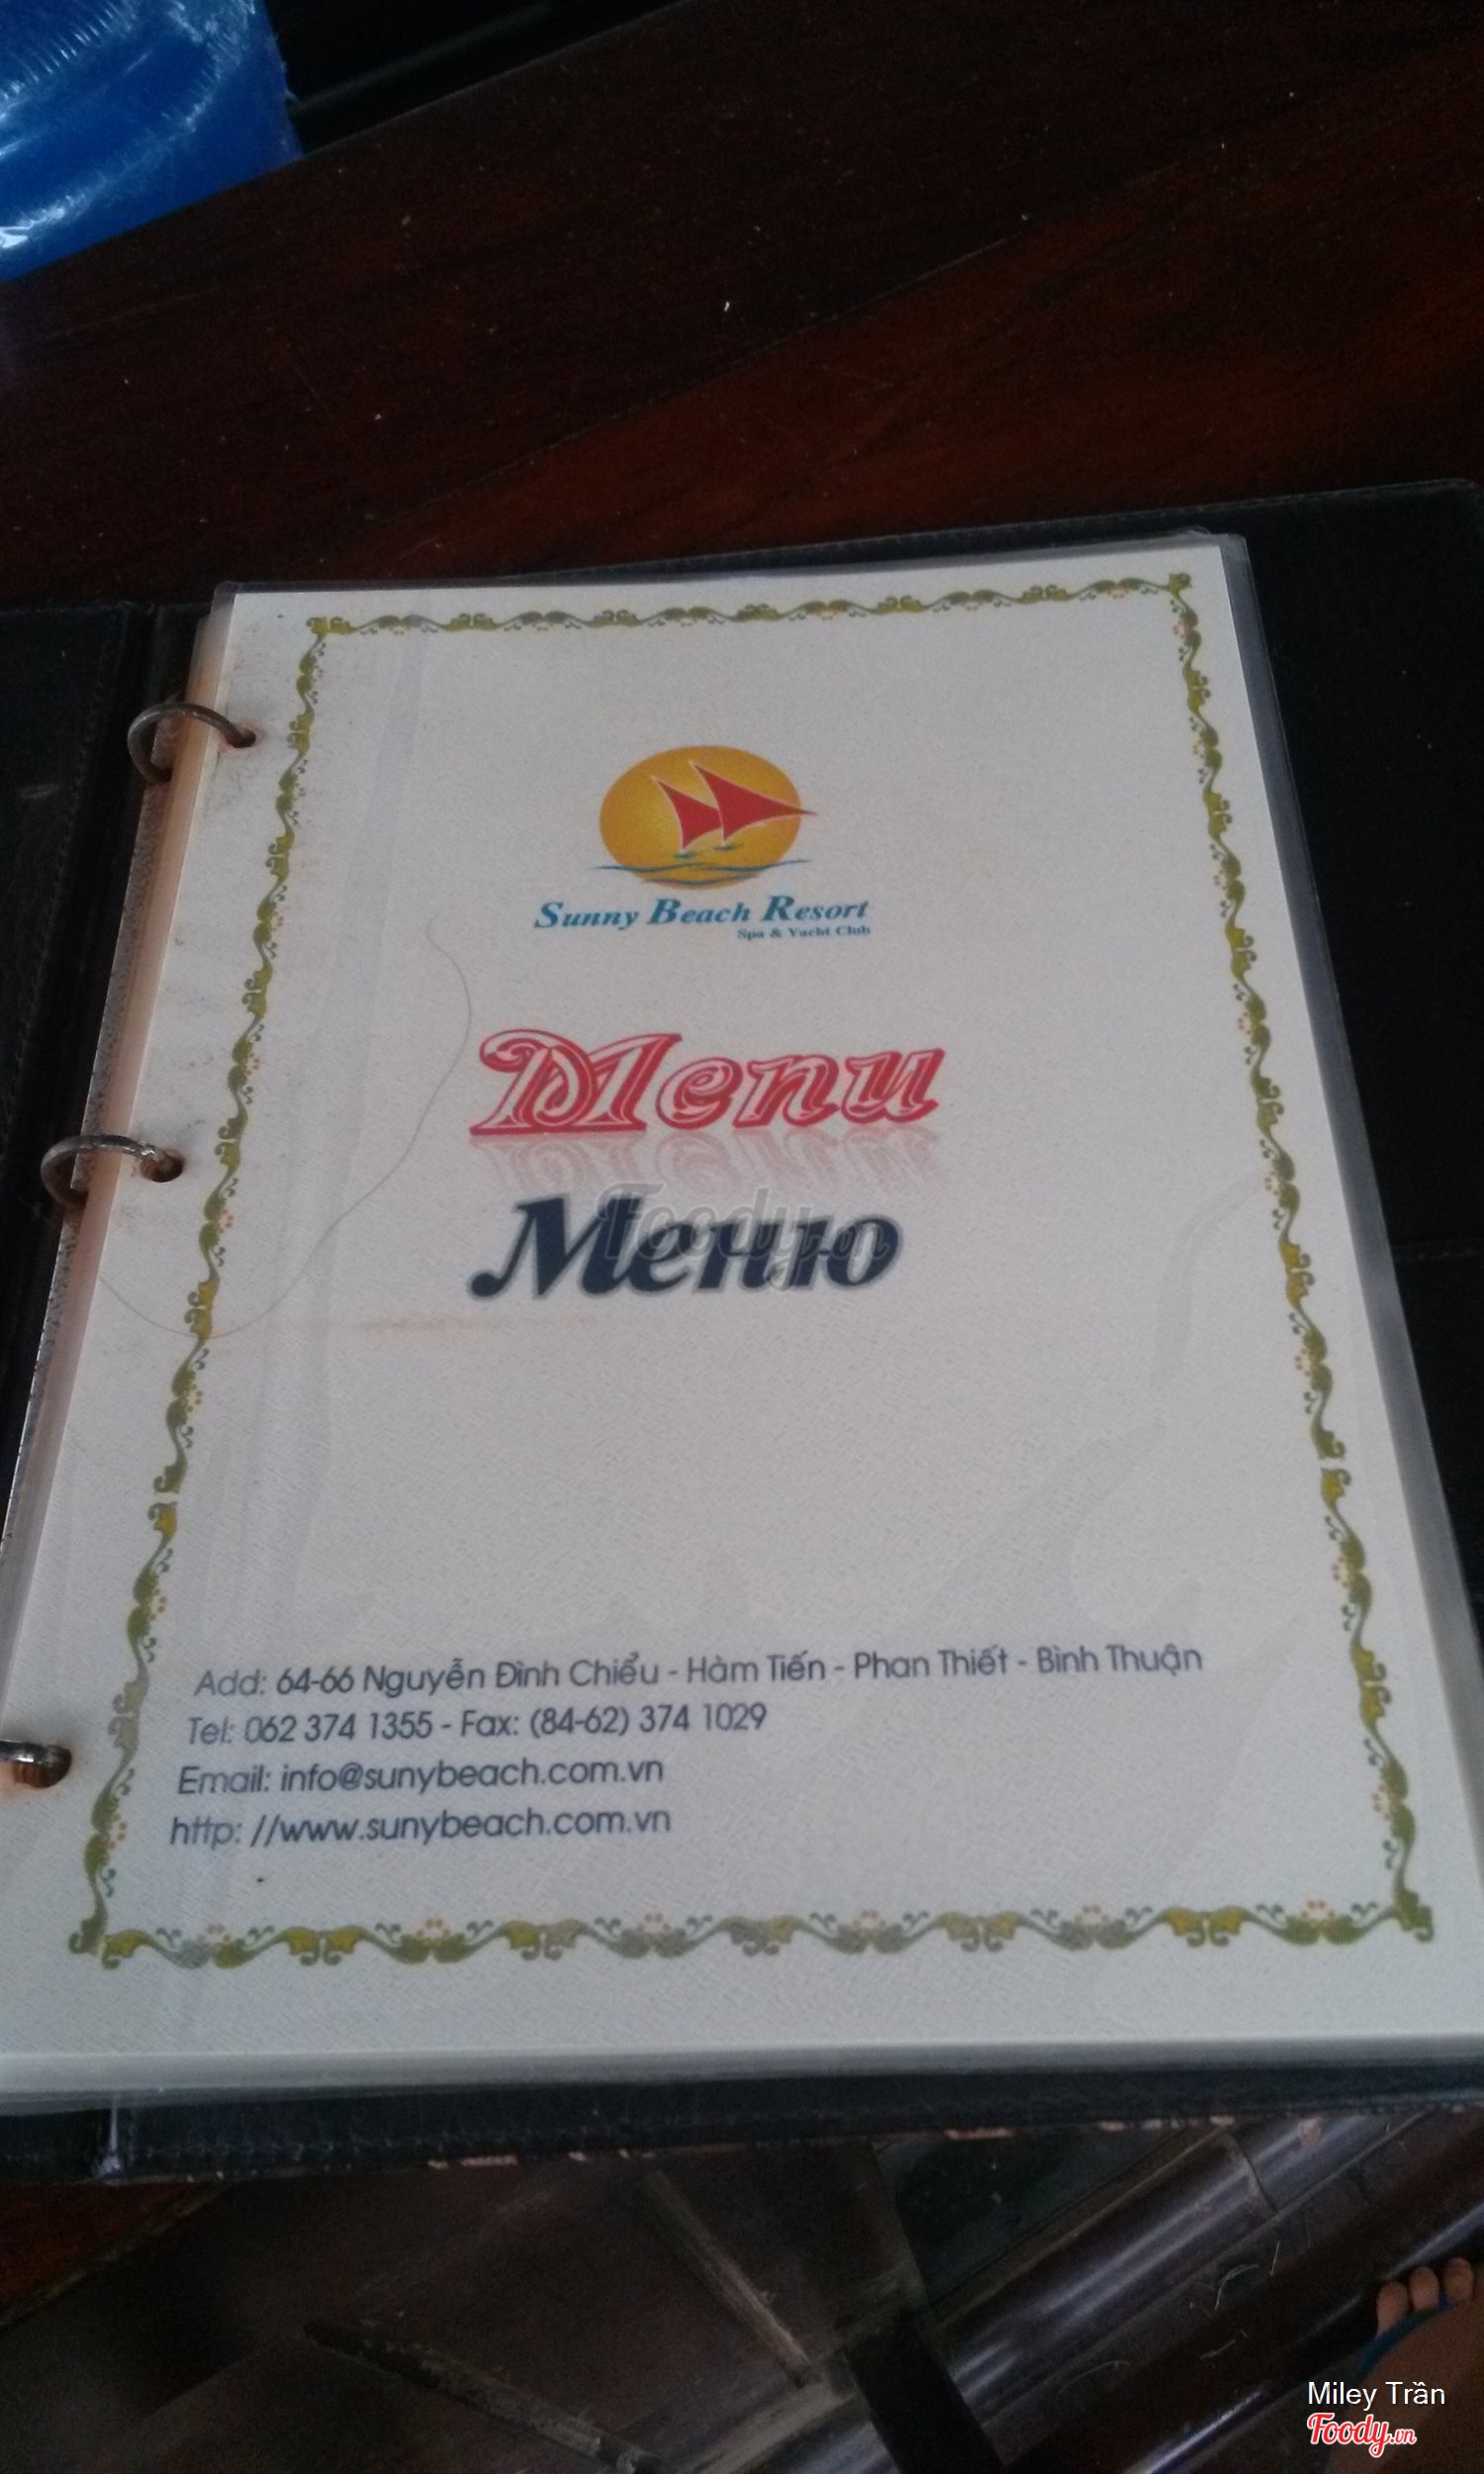 Sunny Beach Resort
Spa & Yacht Club
Menu
Меню
Foody.vn
Add: 64-66 Nguyễn Đình Chiểu - Hàm Tiến - Phan Thiết - Bình Thuận
Tel: 062 374 1355 - Fax: (84-62) 374 1029
Email: info@sunybeach.com.vn
http: //www.sunybeach.com.vn
Miley Trần
Foody.vn